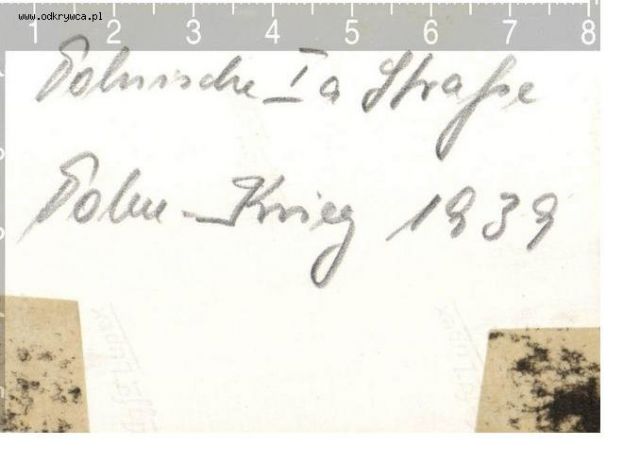 www.odkrywca.pl
1 2 3 4 5 6 7 8
Polnische Ia Straße
Polen-Krieg 1939